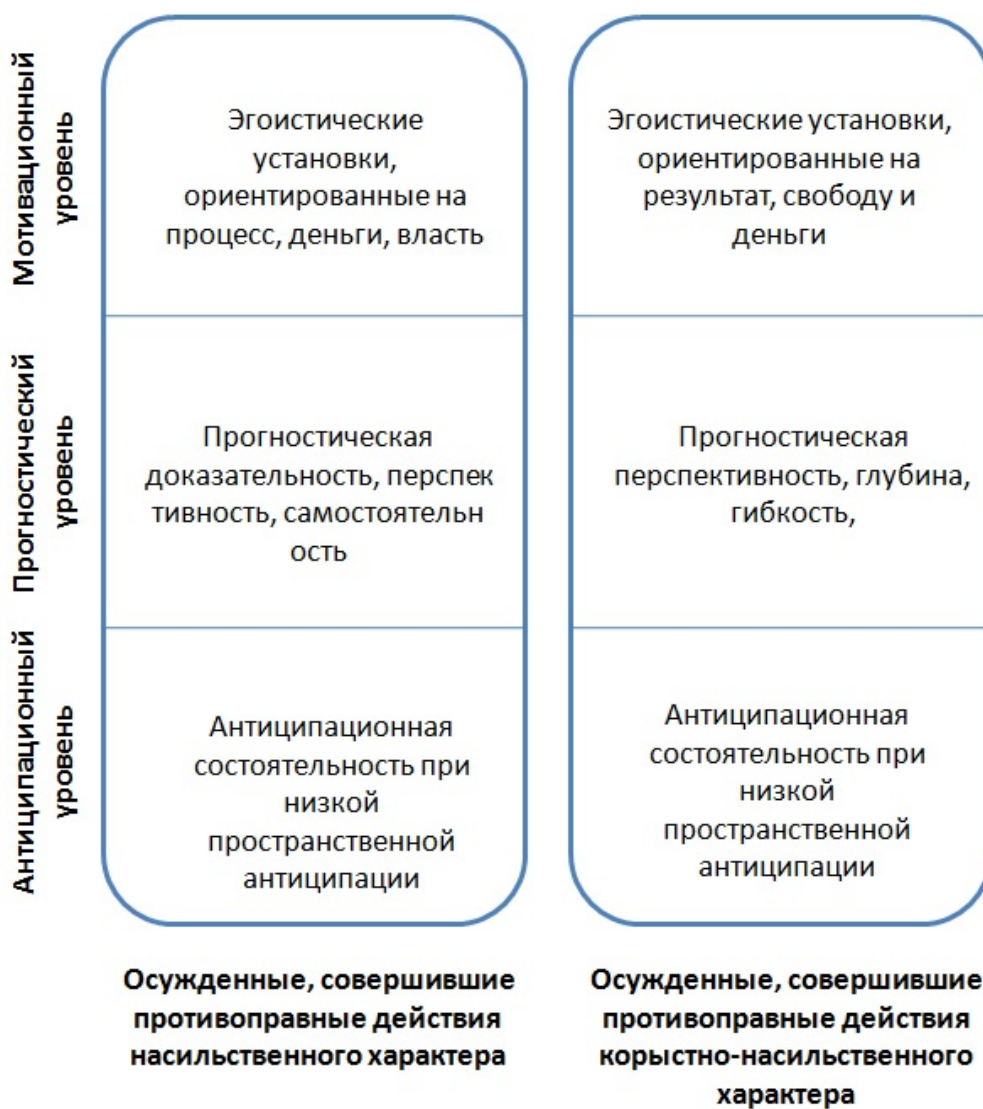 Мотивационный
уровень
Эгоистические
установки,
ориентированные на
процесс, деньги, власть
Эгоистические установки,
ориентированные на
результат, свободу и
деньги
Прогностический
уровень
Прогностическая
доказательность, перспек
тивность, самостоятельн
ость
Прогностическая
перспективность, глубина,
гибкость,
Антиципационный
уровень
Антиципационная
состоятельность при
низкой
пространственной
антиципации
Антиципационная
состоятельность при
низкой
пространственной
антиципации
Осужденные, совершившие
противоправные действия
насильственного характера
Осужденные, совершившие
противоправные действия
корыстно-насильственного
характера